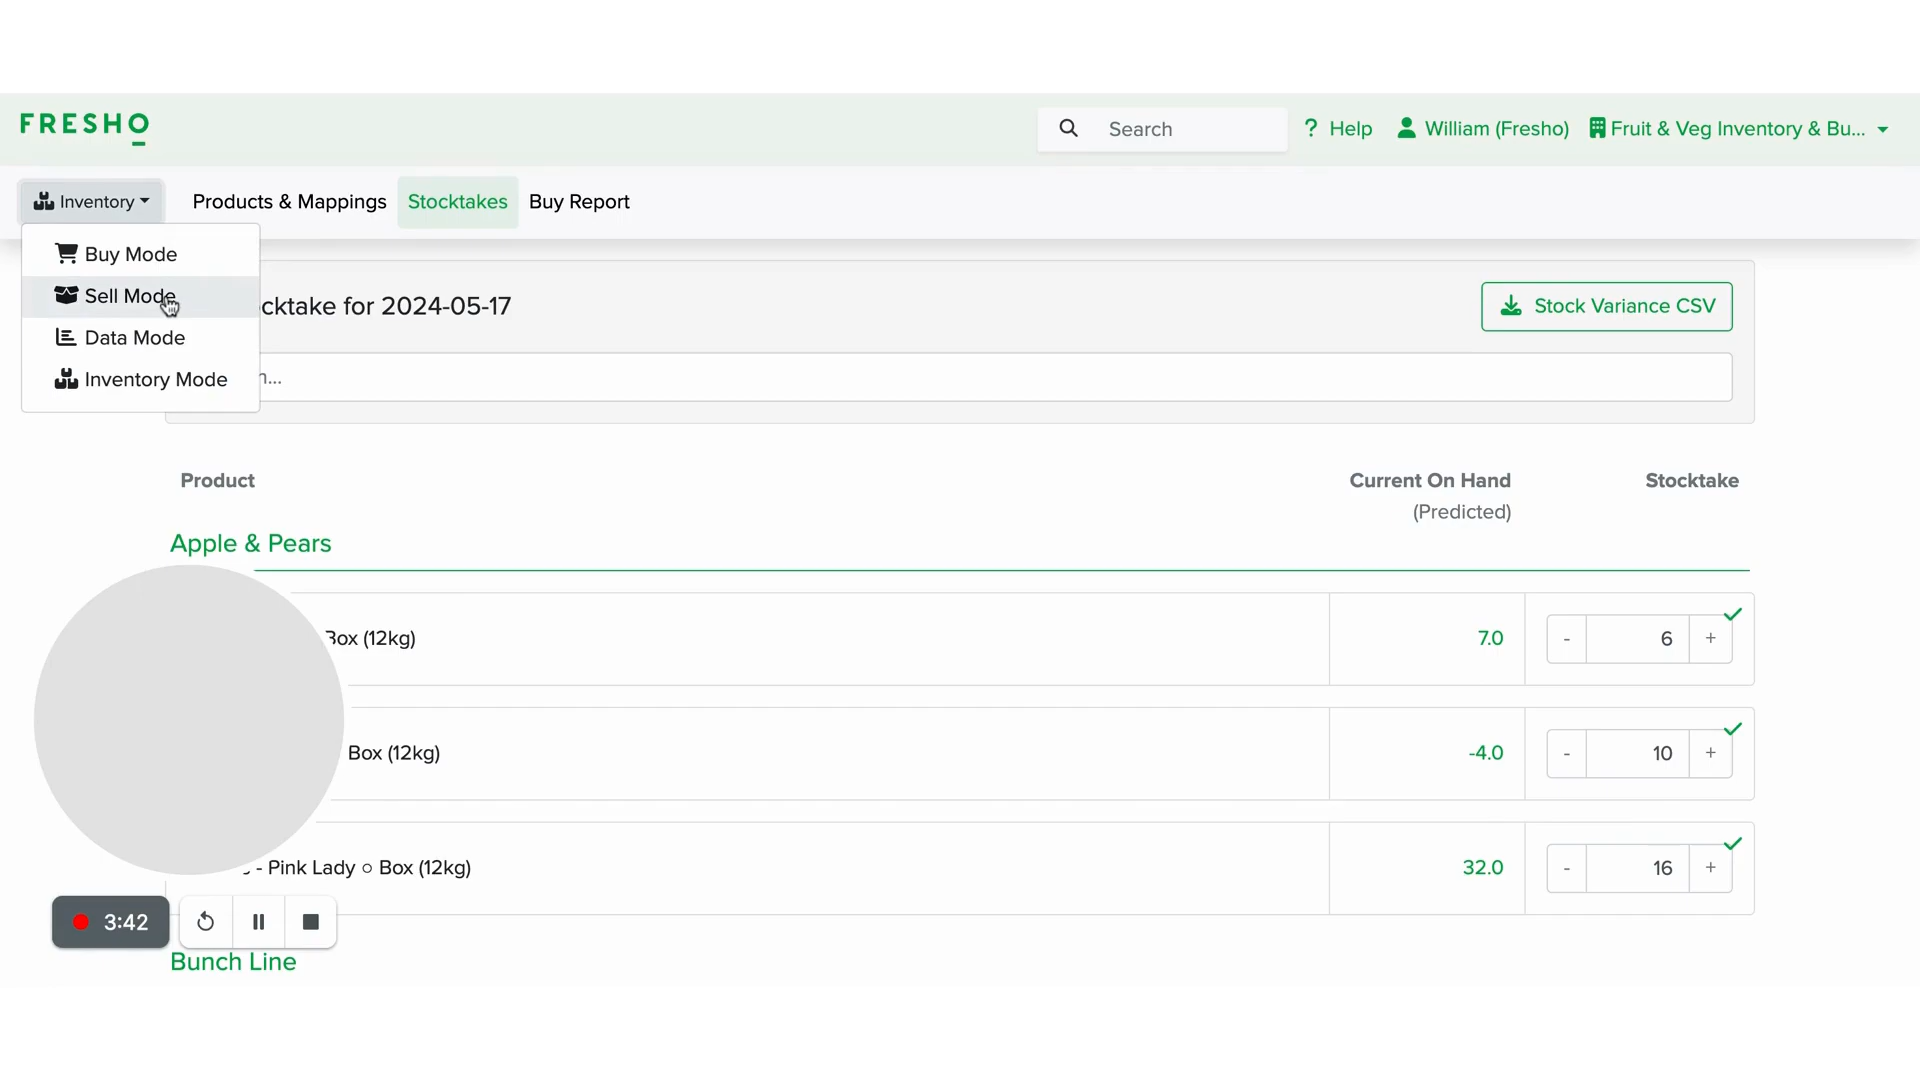 FRESHO
Search
? Help
William (Fresho)
Fruit & Veg Inventory & Bu...
Inventory
Products & Mappings
Stocktakes
Buy Report
Buy Mode
Sell Mode
Data Mode
Inventory Mode
cktake for 2024-05-17
Stock Variance CSV
...
Product
Current On Hand
(Predicted)
Stocktake
Apple & Pears
Box (12kg)
7.0
- 6 +
Box (12kg)
-4.0
- 10 +
- Pink Lady ○ Box (12kg)
32.0
- 16 +
3:42
Bunch Line